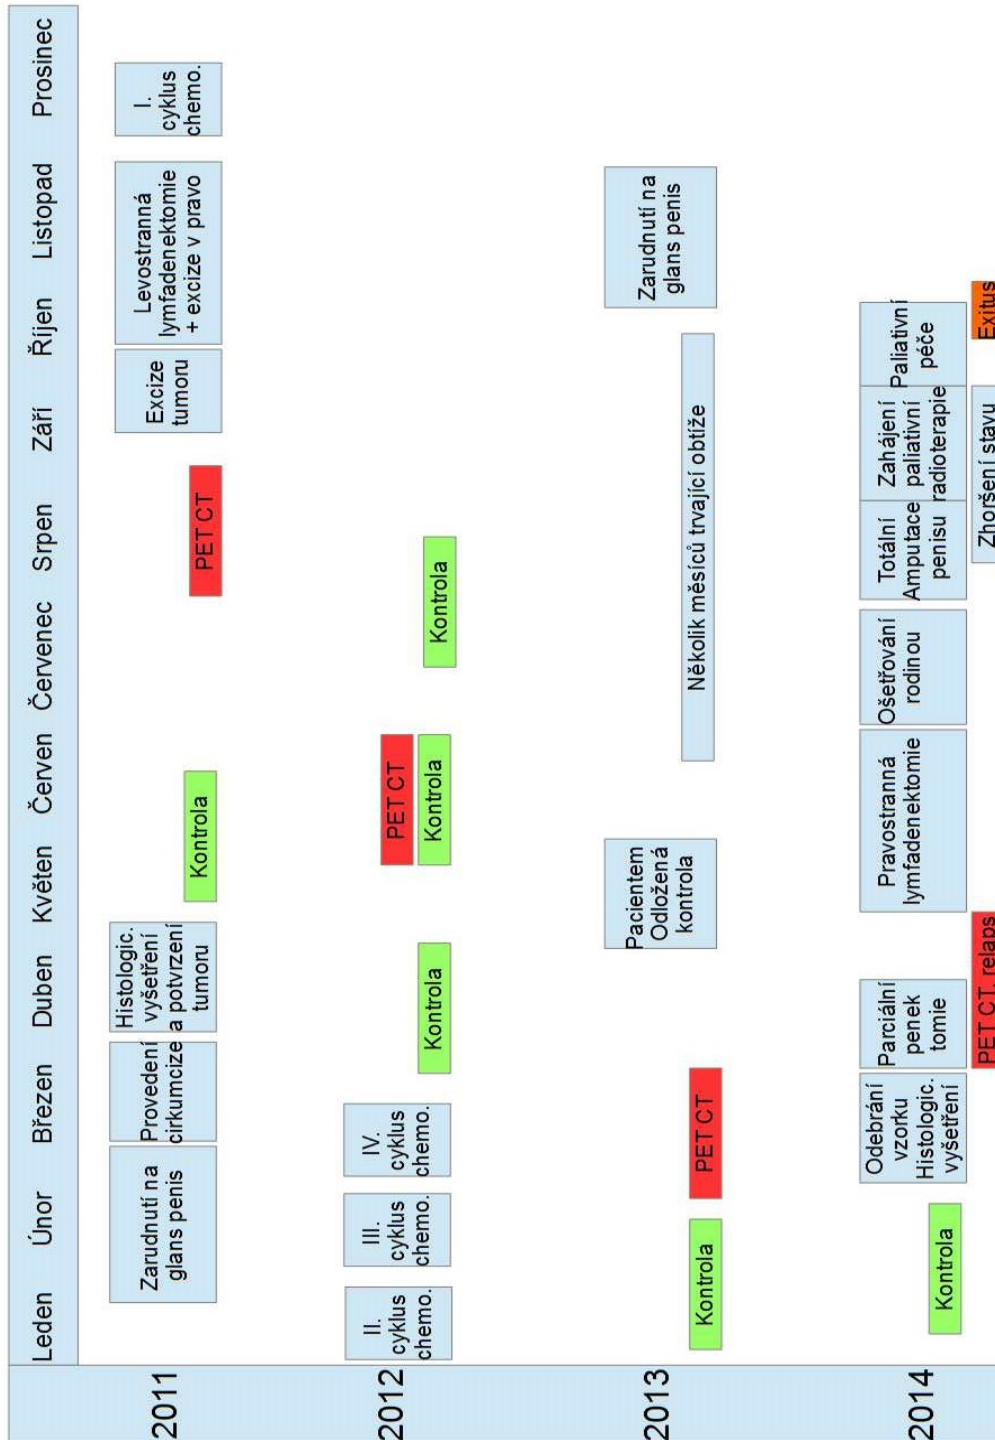 Leden
Únor
Březen
Duben
Květen
Červen
Červenec
Srpen
Září
Říjen
Listopad
Prosinec
2011
Zarudnutí na
glans penis
Provedení
cirkumcize
Histologic.
vyšetření
a potvrzení
tumoru
Kontrola
PET CT
Excize
tumoru
Levostranná
lymfadenektomie
+ excize v pravo
I.
cyklus
chemo.
2012
II.
cyklus
chemo.
III.
cyklus
chemo.
IV.
cyklus
chemo.
Kontrola
PET CT
Kontrola
Kontrola
2013
Kontrola
PET CT
Pacientem
Odložená
kontrola
Několik měsíců trvající obtíže
Zarudnutí na
glans penis
2014
Kontrola
Odebrání
vzorku
Histologic.
vyšetření
Parciální
penek
tomie
PET CT, relaps
Pravostranná
lymfadenektomie
Ošetřování
rodinou
Totální
Amputace
penisu
Zahájení
paliativní
radioterapie
Paliativní
péče
Zhoršení stavu
Exitus